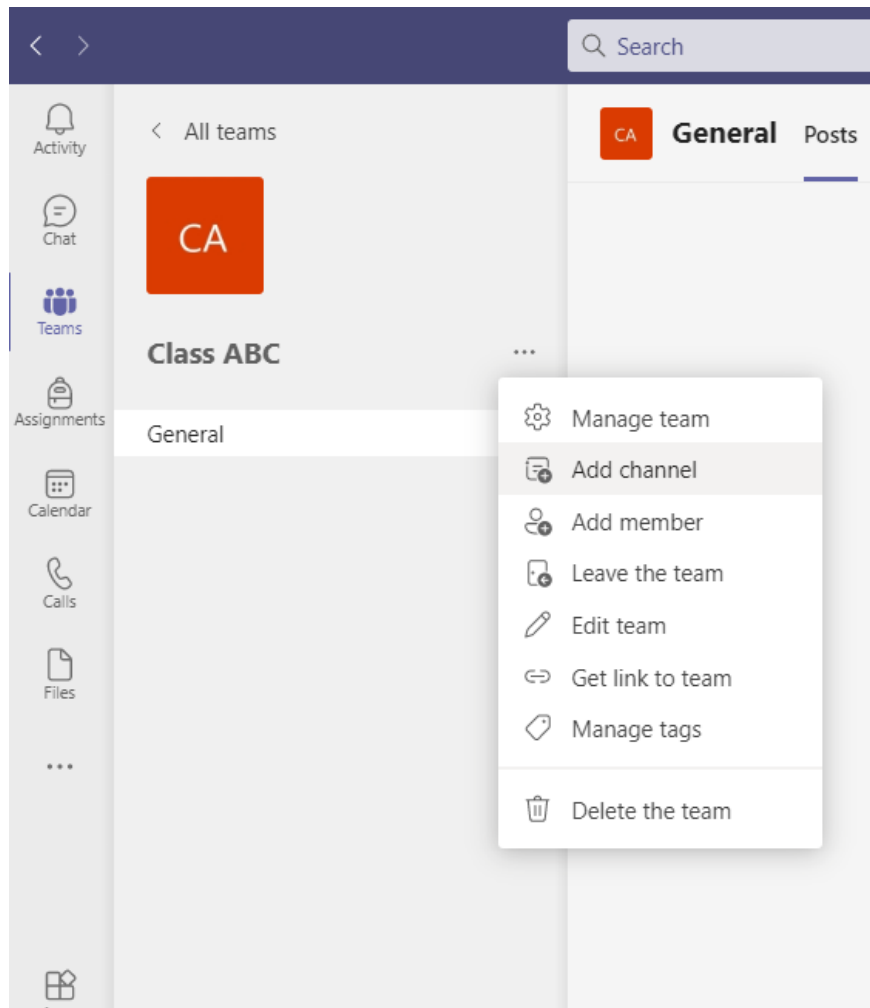 Search
Activity
Chat
Teams
Assignments
Calendar
Calls
Files
All teams
CA
Class ABC
General
Manage team
Add channel
Add member
Leave the team
Edit team
Get link to team
Manage tags
Delete the team
CA
General Posts